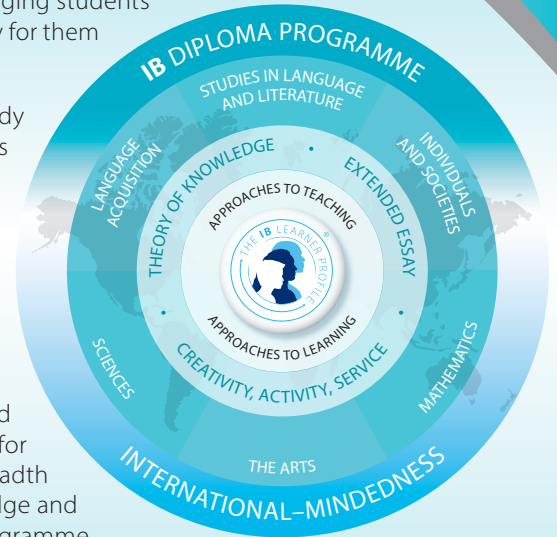 ging students
y for them
dy
s
d
for
adth
ge and
gramme
IB DIPLOMA PROGRAMME
STUDIES IN LANGUAGE
AND LITERATURE
LANGUAGE
ACQUISITION
INDIVIDUALS
AND SOCIETIES
THEORY OF KNOWLEDGE
•
EXTENDED ESSAY
•
APPROACHES TO TEACHING
THE IB LEARNER PROFILE
®
APPROACHES TO LEARNING
•
CREATIVITY, ACTIVITY, SERVICE
SCIENCES
MATHEMATICS
THE ARTS
INTERNATIONAL–MINDEDNESS